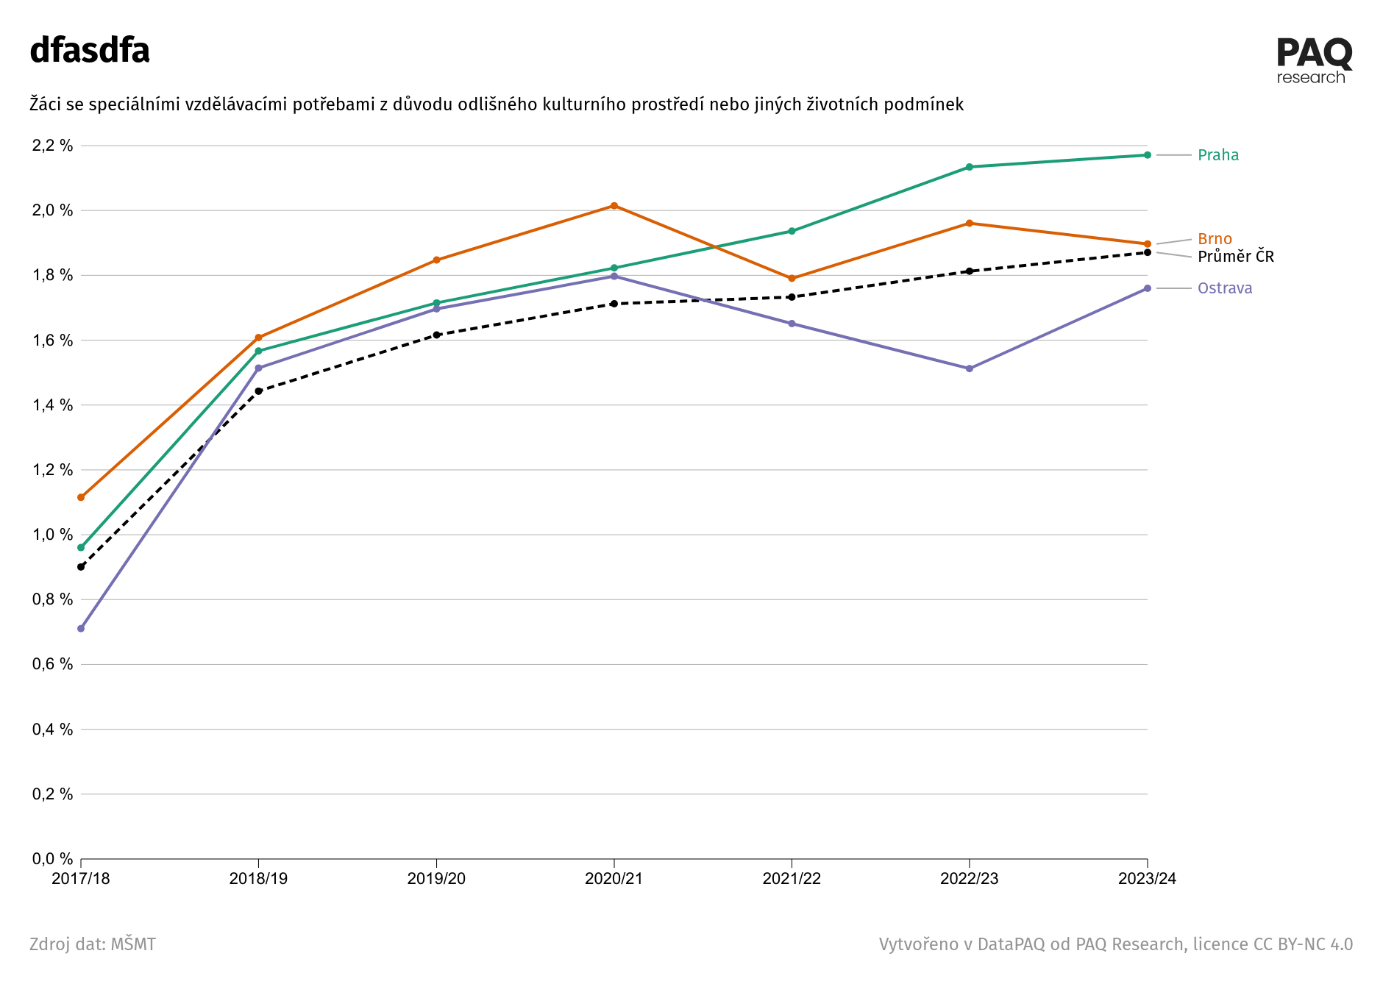 dfasdfa
PAQ
research
Žáci se speciálními vzdělávacími potřebami z důvodu odlišného kulturního prostředí nebo jiných životních podmínek
2,2 %
Praha
2,0 %
Brno
Průměr ČR
1,8 %
Ostrava
1,6 %
1,4 %
1,2 %
1,0 %
0,8 %
0,6 %
0,4 %
0,2 %
0,0 %
2017/18 2018/19 2019/20 2020/21 2021/22 2022/23 2023/24
Zdroj dat: MŠMT
Vytvořeno v DataPAQ od PAQ Research, licence CC BY-NC 4.0